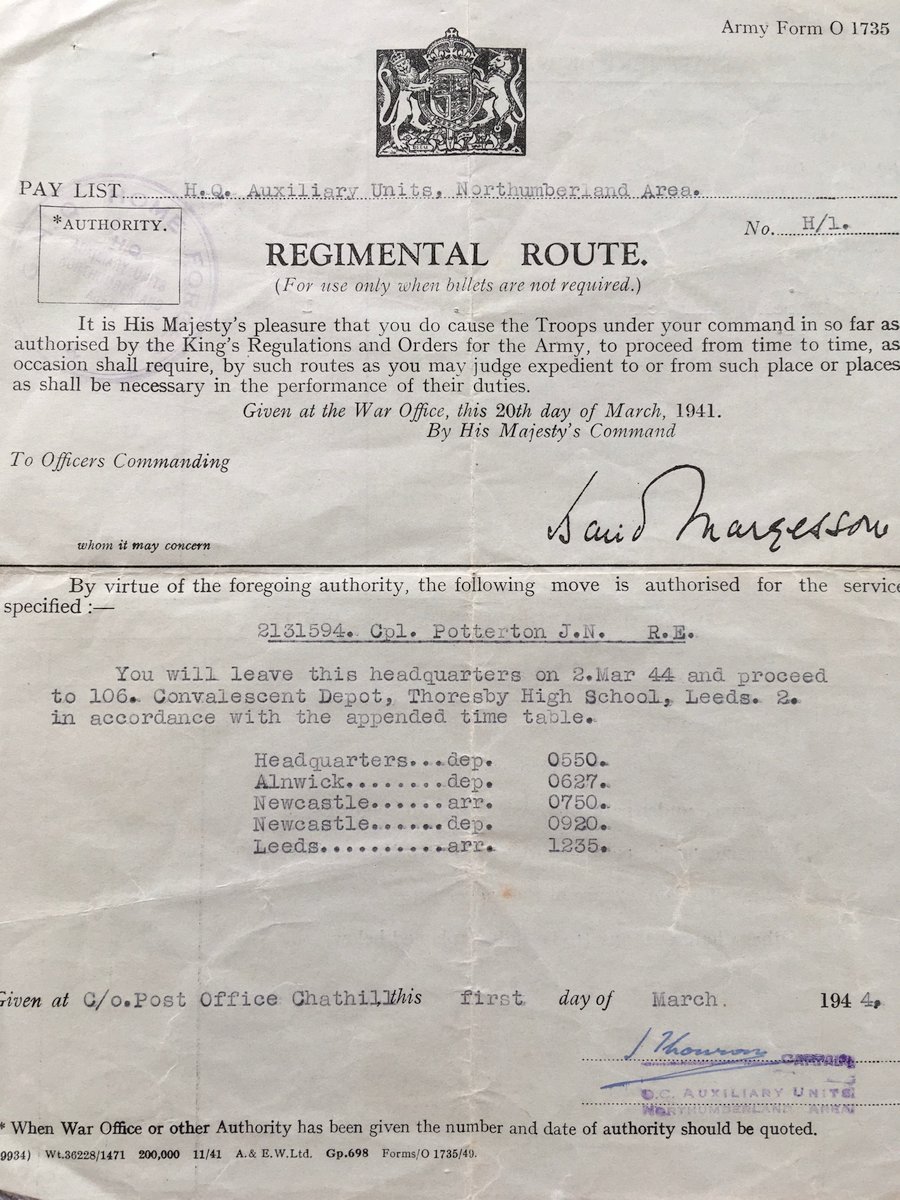 Army Form O 1735
PAY LIST H.Q. Auxiliary Units, Northumberland Area.
*AUTHORITY.
No. H/1.
HOME FOR
REGIMENTAL ROUTE.
(For use only when billets are not required.)
It is His Majesty's pleasure that you do cause the Troops under your command in so far as
authorised by the King's Regulations and Orders for the Army, to proceed from time to time, as
occasion shall require, by such routes as you may judge expedient to or from such place or places
as shall be necessary in the performance of their duties.
Given at the War Office, this 20th day of March, 1941.
By His Majesty's Command
To Officers Commanding
David Margesson
whom it may concern
By virtue of the foregoing authority, the following move is authorised for the service
specified :—
2131594. Cpl. Potterton J.N. R.E.
You will leave this headquarters on 2.Mar 44 and proceed
to 106. Convalescent Depot, Thoresby High School, Leeds. 2.
in accordance with the appended time table.
Headquarters...dep. 0550.
Alnwick........dep. 0627.
Newcastle......arr. 0750.
Newcastle......dep. 0920.
Leeds..........arr. 1235.
Given at C/o.Post Office Chathill, this first day of March. 1944.
CAPTAIN
O.C. AUXILIARY UNITS
NORTHUMBERLAND AREA
* When War Office or other Authority has been given the number and date of authority should be quoted.
9934) Wt.36228/1471 200,000 11/41 A. & E.W.Ltd. Gp.698 Forms/O 1735/49.